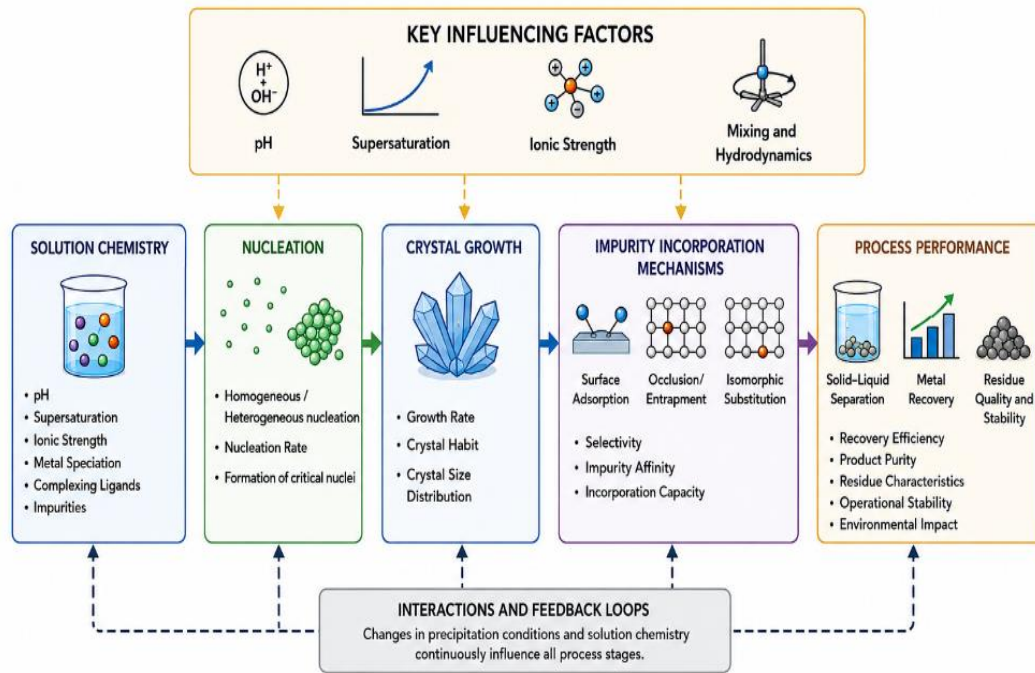 KEY INFLUENCING FACTORS
H⁺
+
OH⁻
pH
Supersaturation
Ionic Strength
Mixing and
Hydrodynamics
SOLUTION CHEMISTRY
• pH
• Supersaturation
• Ionic Strength
• Metal Speciation
• Complexing Ligands
• Impurities
NUCLEATION
• Homogeneous /
Heterogeneous nucleation
• Nucleation Rate
• Formation of critical nuclei
CRYSTAL GROWTH
• Growth Rate
• Crystal Habit
• Crystal Size
Distribution
IMPURITY INCORPORATION
MECHANISMS
Surface
Adsorption
Occlusion/
Entrapment
Isomorphic
Substitution
• Selectivity
• Impurity Affinity
• Incorporation Capacity
PROCESS PERFORMANCE
Solid–Liquid
Separation
Metal
Recovery
Residue
Quality and
Stability
• Recovery Efficiency
• Product Purity
• Residue Characteristics
• Operational Stability
• Environmental Impact
INTERACTIONS AND FEEDBACK LOOPS
Changes in precipitation conditions and solution chemistry
continuously influence all process stages.